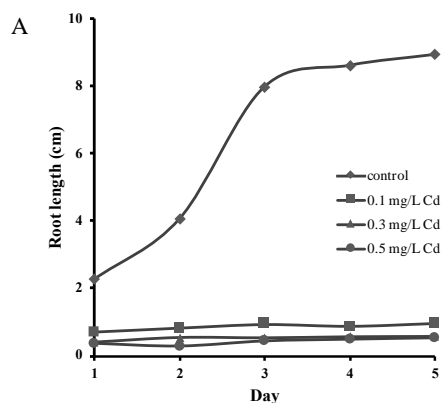 A
10
8
6
4
2
0
Root length (cm)
control
0.1 mg/L Cd
0.3 mg/L Cd
0.5 mg/L Cd
1 2 3 4 5
Day